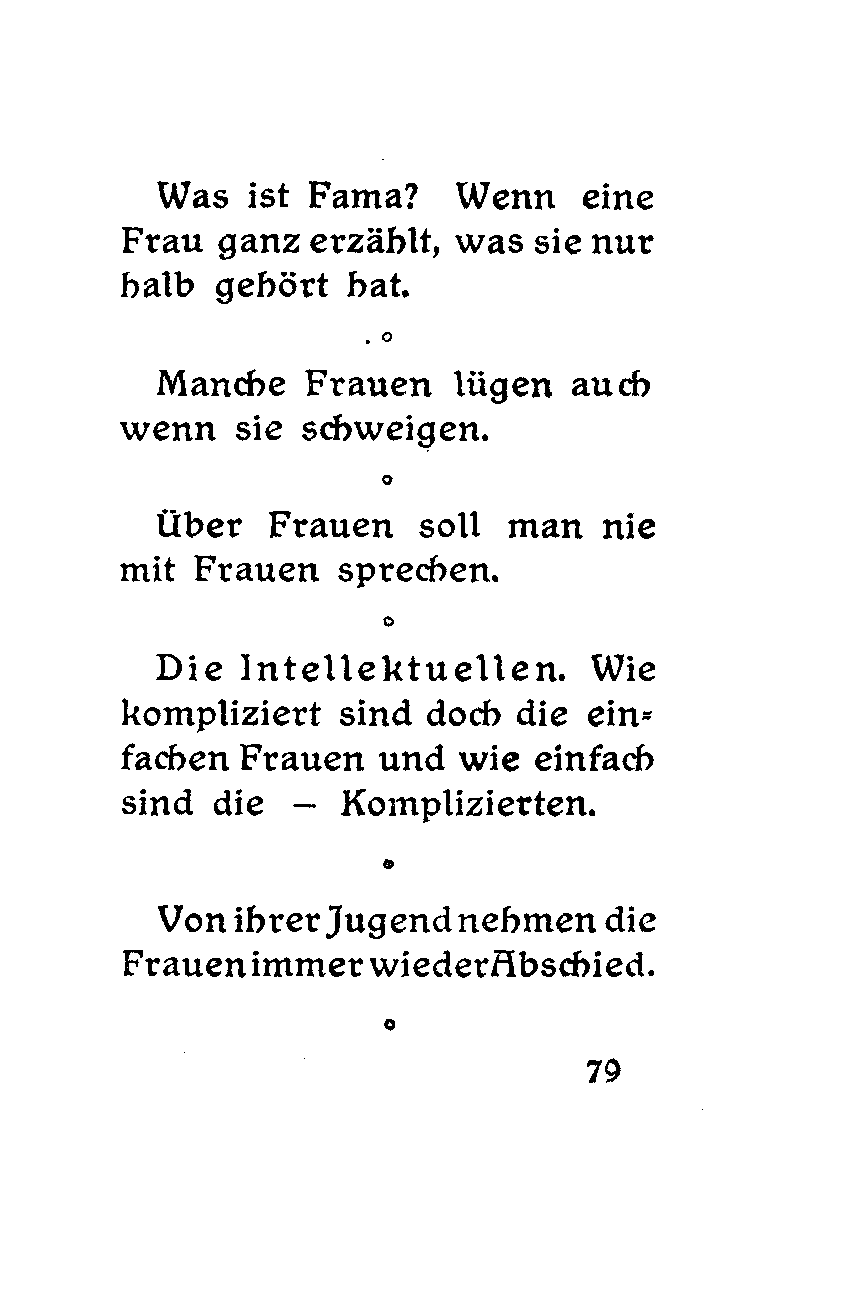 Was ist Fama? Wenn eine
Frau ganz erzählt, was sie nur
halb gehört hat.
o
Manche Frauen lügen auch
wenn sie schweigen.
o
Über Frauen soll man nie
mit Frauen sprechen.
o
Die Intellektuellen. Wie
kompliziert sind doch die ein-
fachen Frauen und wie einfach
sind die – Komplizierten.
o
Von ihrer Jugend nehmen die
Frauen immer wieder Abschied.
o
79